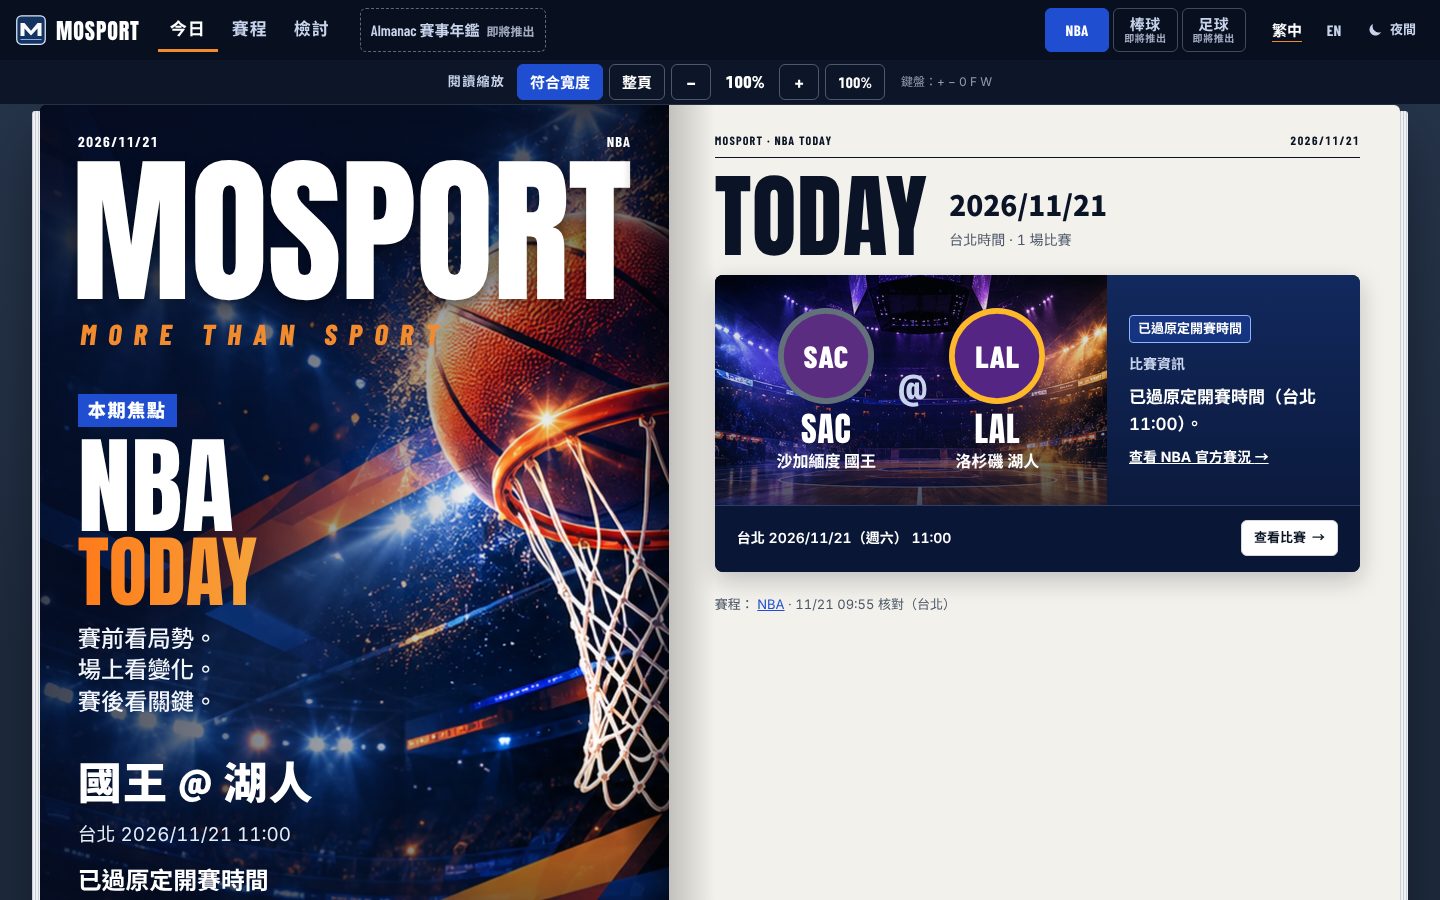 MOSPORT
今日
賽程
檢討
Almanac 賽事年鑑 即將推出
NBA
棒球
即將推出
足球
即將推出
繁中
EN
夜間
閱讀縮放
符合寬度
整頁
−
100%
+
100%
鍵盤：+ − 0 F W
2026/11/21
NBA
MOSPORT
MORE THAN SPORT
本期焦點
NBA
TODAY
賽前看局勢。
場上看變化。
賽後看關鍵。
國王 @ 湖人
台北 2026/11/21 11:00
已過原定開賽時間
MOSPORT · NBA TODAY
2026/11/21
TODAY
2026/11/21
台北時間 · 1 場比賽
SAC
@
LAL
SAC
LAL
沙加緬度 國王
洛杉磯 湖人
已過原定開賽時間
比賽資訊
已過原定開賽時間（台北
11:00）。
查看 NBA 官方賽況 →
台北 2026/11/21（週六） 11:00
查看比賽 →
賽程： NBA · 11/21 09:55 核對（台北）